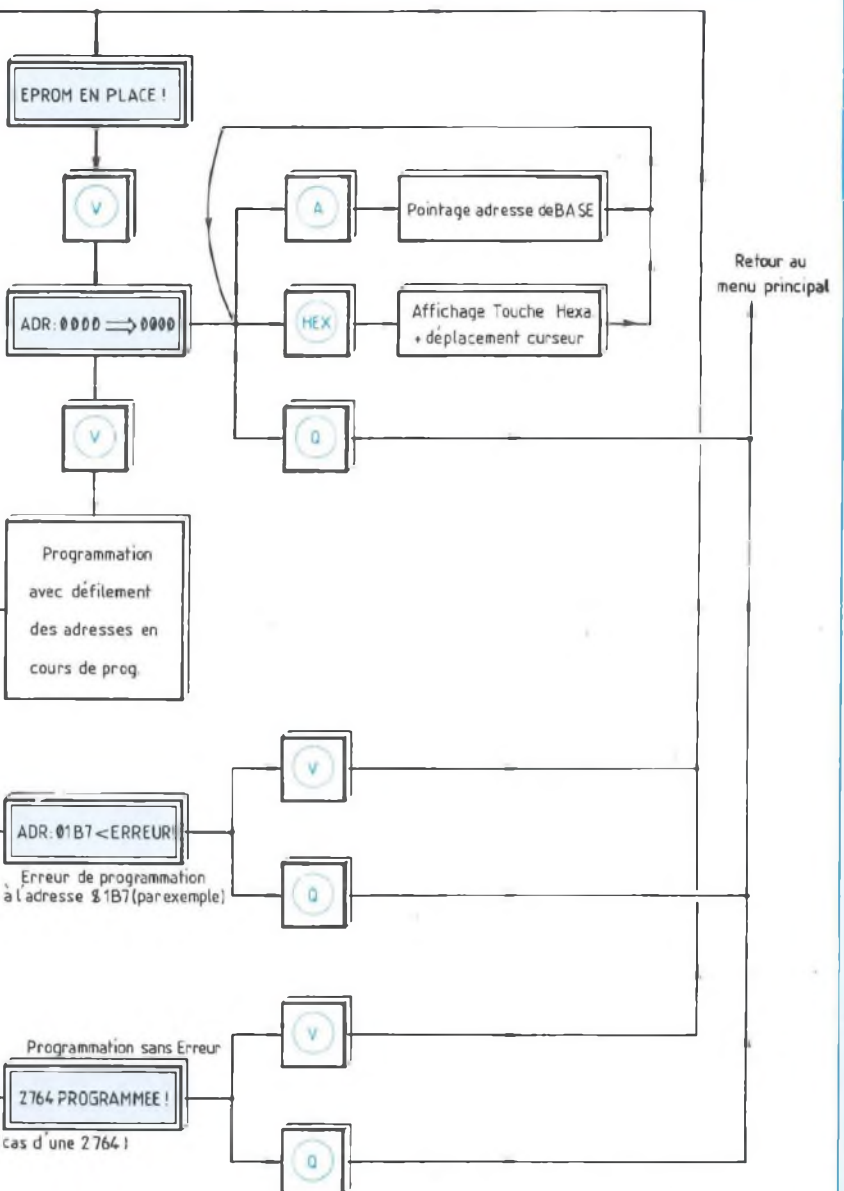 EPROM EN PLACE !
V
A
Pointage adresse deBASE
Retour au
menu principal
ADR: 0000 ⟹ 0000
HEX
Affichage Touche Hexa
+ déplacement curseur
V
Q
Programmation
avec défilement
des adresses en
cours de prog.
V
ADR: 01B7<ERREUR!
Erreur de programmation
à l'adresse $1B7(par exemple)
Q
V
Programmation sans Erreur
2764 PROGRAMMEE !
cas d'une 2764)
Q